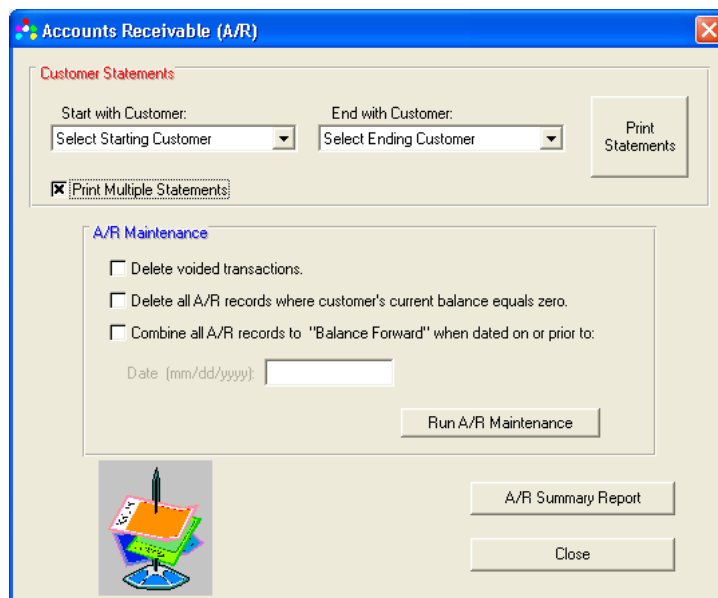 Accounts Receivable (A/R)
Customer Statements
Start with Customer:
End with Customer:
Select Starting Customer
Select Ending Customer
Print
Statements
Print Multiple Statements
A/R Maintenance
Delete voided transactions.
Delete all A/R records where customer's current balance equals zero.
Combine all A/R records to "Balance Forward" when dated on or prior to:
Date (mm/dd/yyyy):
Run A/R Maintenance
A/R Summary Report
Close